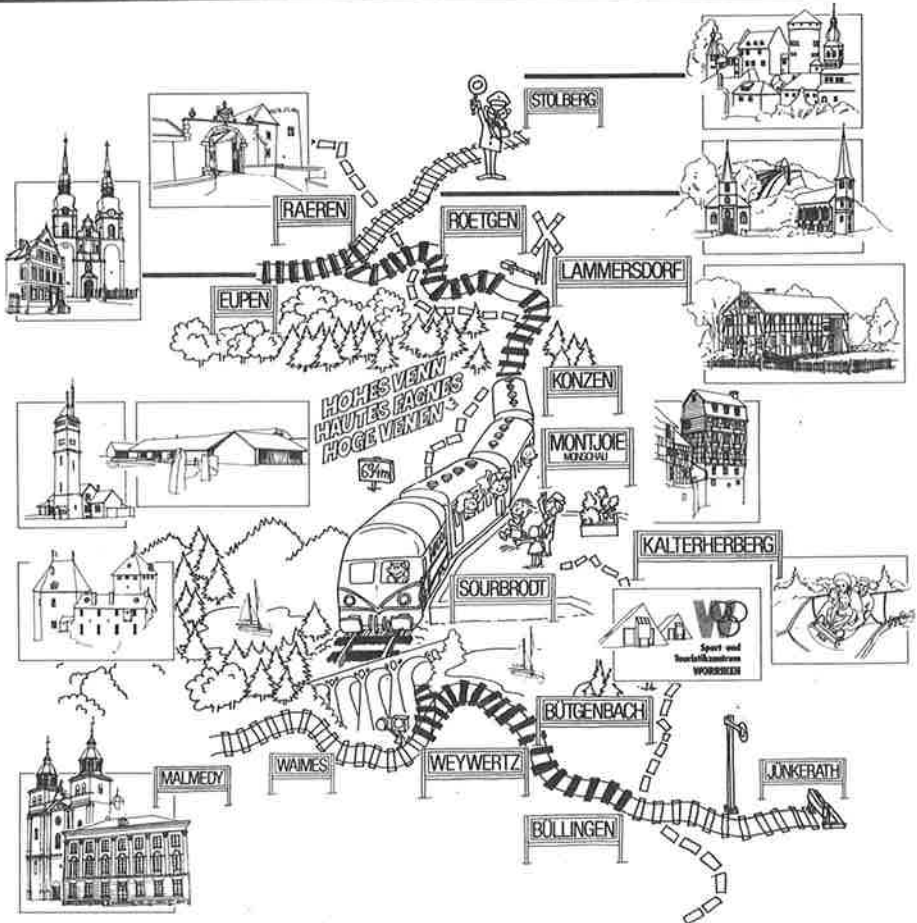 STOLBERG
RAEREN
ROETGEN
LAMMERSDORF
EUPEN
KONZEN
HOHES VENN
HAUTES FAGNES
HOGE VENEN
MONTJOIE
MONSCHAU
KALTERHERBERG
SOURBRODT
Sport und
Touristikzentrum
WORRIKEN
BÜTGENBACH
MALMEDY
WAIMES
WEYWERTZ
JÜNKERATH
BÜLLINGEN